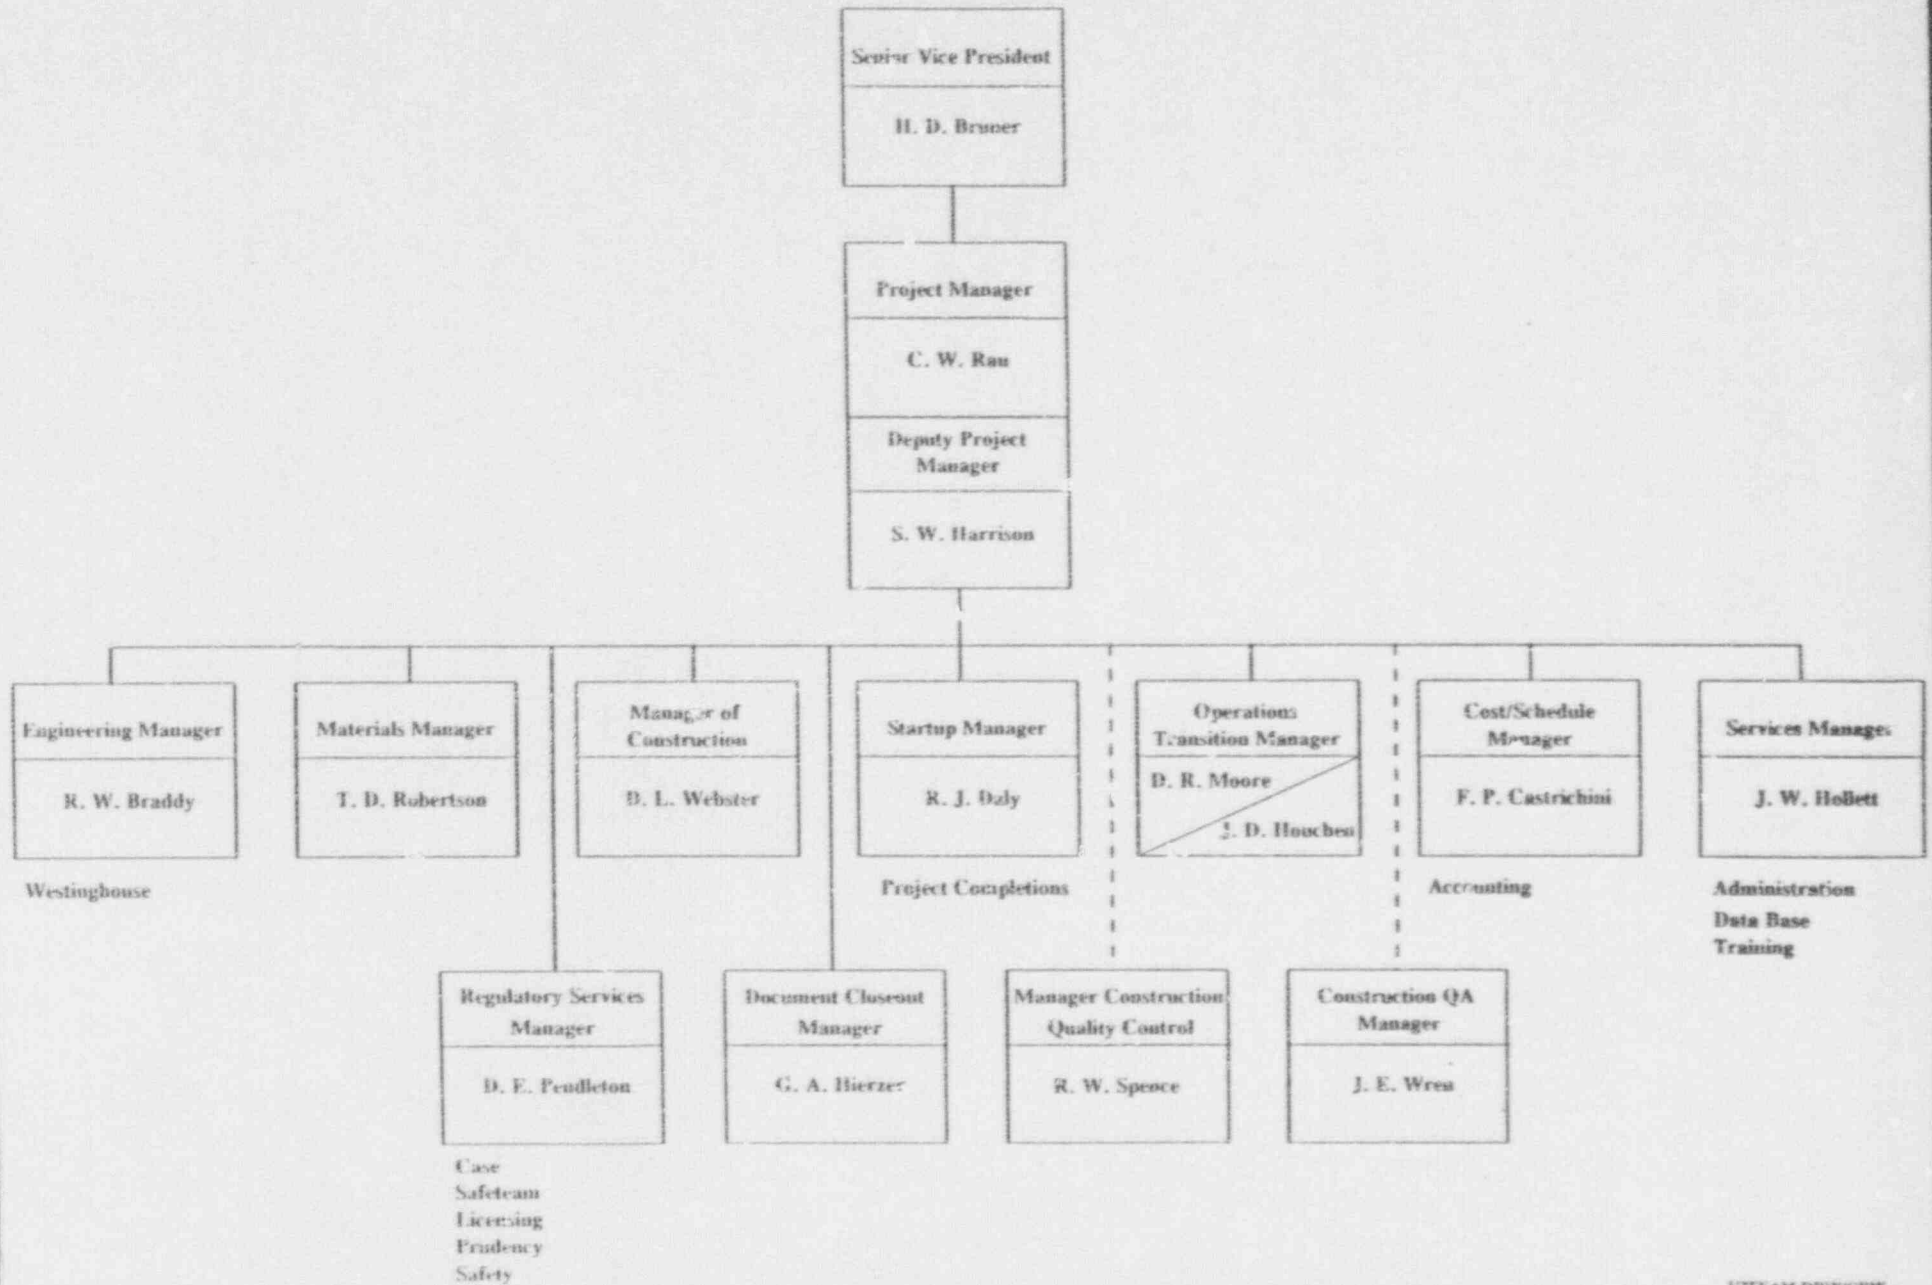 Senior Vice President
H. D. Bruner
Project Manager
C. W. Rau
Deputy Project
Manager
S. W. Harrison
Engineering Manager
R. W. Braddy
Westinghouse
Materials Manager
T. D. Robertson
Manager of
Construction
D. L. Webster
Startup Manager
R. J. Daly
Project Completions
Operations
Transition Manager
D. R. Moore
J. D. Houchen
Cost/Schedule
Manager
F. P. Castrichini
Accounting
Services Manager
J. W. Hollett
Administration
Data Base
Training
Regulatory Services
Manager
D. E. Pendleton
Case
Safeteam
Licensing
Prudency
Safety
Document Closeout
Manager
G. A. Hierzer
Manager Construction
Quality Control
R. W. Spence
Construction QA
Manager
J. E. Wren